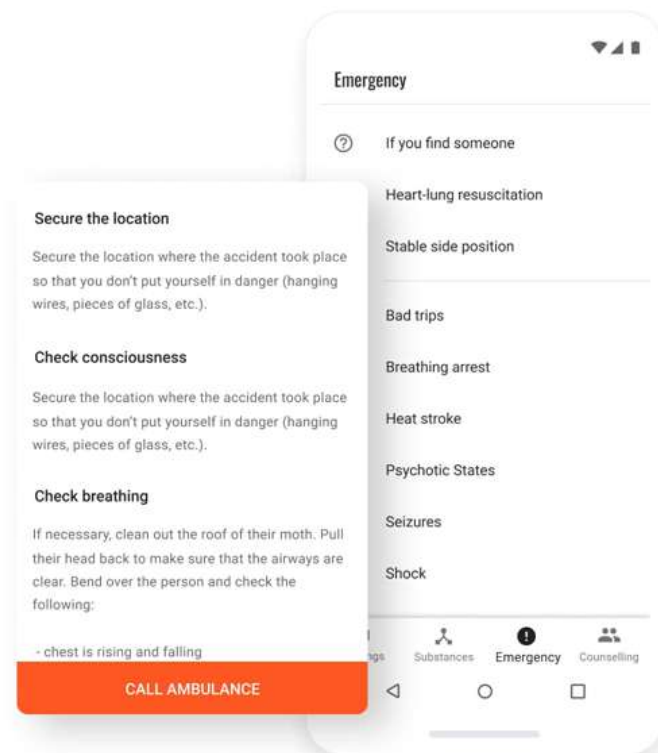 Emergency
If you find someone
Heart-lung resuscitation
Stable side position
Bad trips
Breathing arrest
Heat stroke
Psychotic States
Seizures
Shock
Substances
Emergency
Counselling
Secure the location
Secure the location where the accident took place
so that you don't put yourself in danger (hanging
wires, pieces of glass, etc.).
Check consciousness
Secure the location where the accident took place
so that you don't put yourself in danger (hanging
wires, pieces of glass, etc.).
Check breathing
If necessary, clean out the roof of their moth. Pull
their head back to make sure that the airways are
clear. Bend over the person and check the
following:
- chest is rising and falling
CALL AMBULANCE